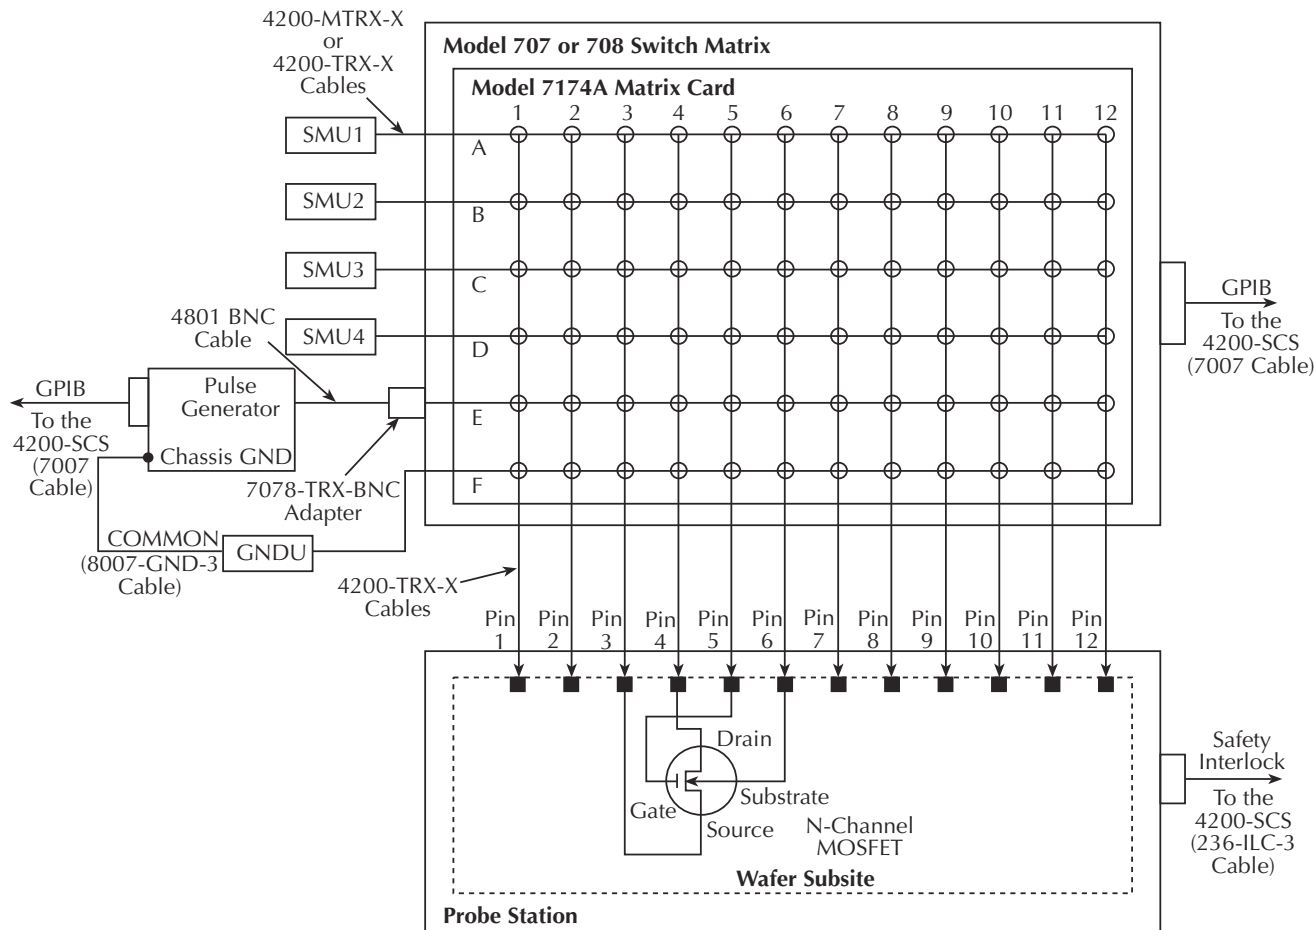 4200-MTRX-X
or
4200-TRX-X
Cables
Model 707 or 708 Switch Matrix
Model 7174A Matrix Card
1 2 3 4 5 6 7 8 9 10 11 12
SMU1
A
SMU2
B
SMU3
C
4801 BNC
Cable
SMU4
D
GPIB
To the
4200-SCS
(7007 Cable)
GPIB
To the
4200-SCS
(7007
Cable)
Pulse
Generator
Chassis GND
E
7078-TRX-BNC
Adapter
F
COMMON
(8007-GND-3
Cable)
GNDU
4200-TRX-X
Cables
Pin Pin Pin Pin Pin Pin Pin Pin Pin Pin Pin Pin
1 2 3 4 5 6 7 8 9 10 11 12
Drain
Gate
Substrate
Source
N-Channel
MOSFET
Wafer Subsite
Probe Station
Safety
Interlock
To the
4200-SCS
(236-ILC-3
Cable)